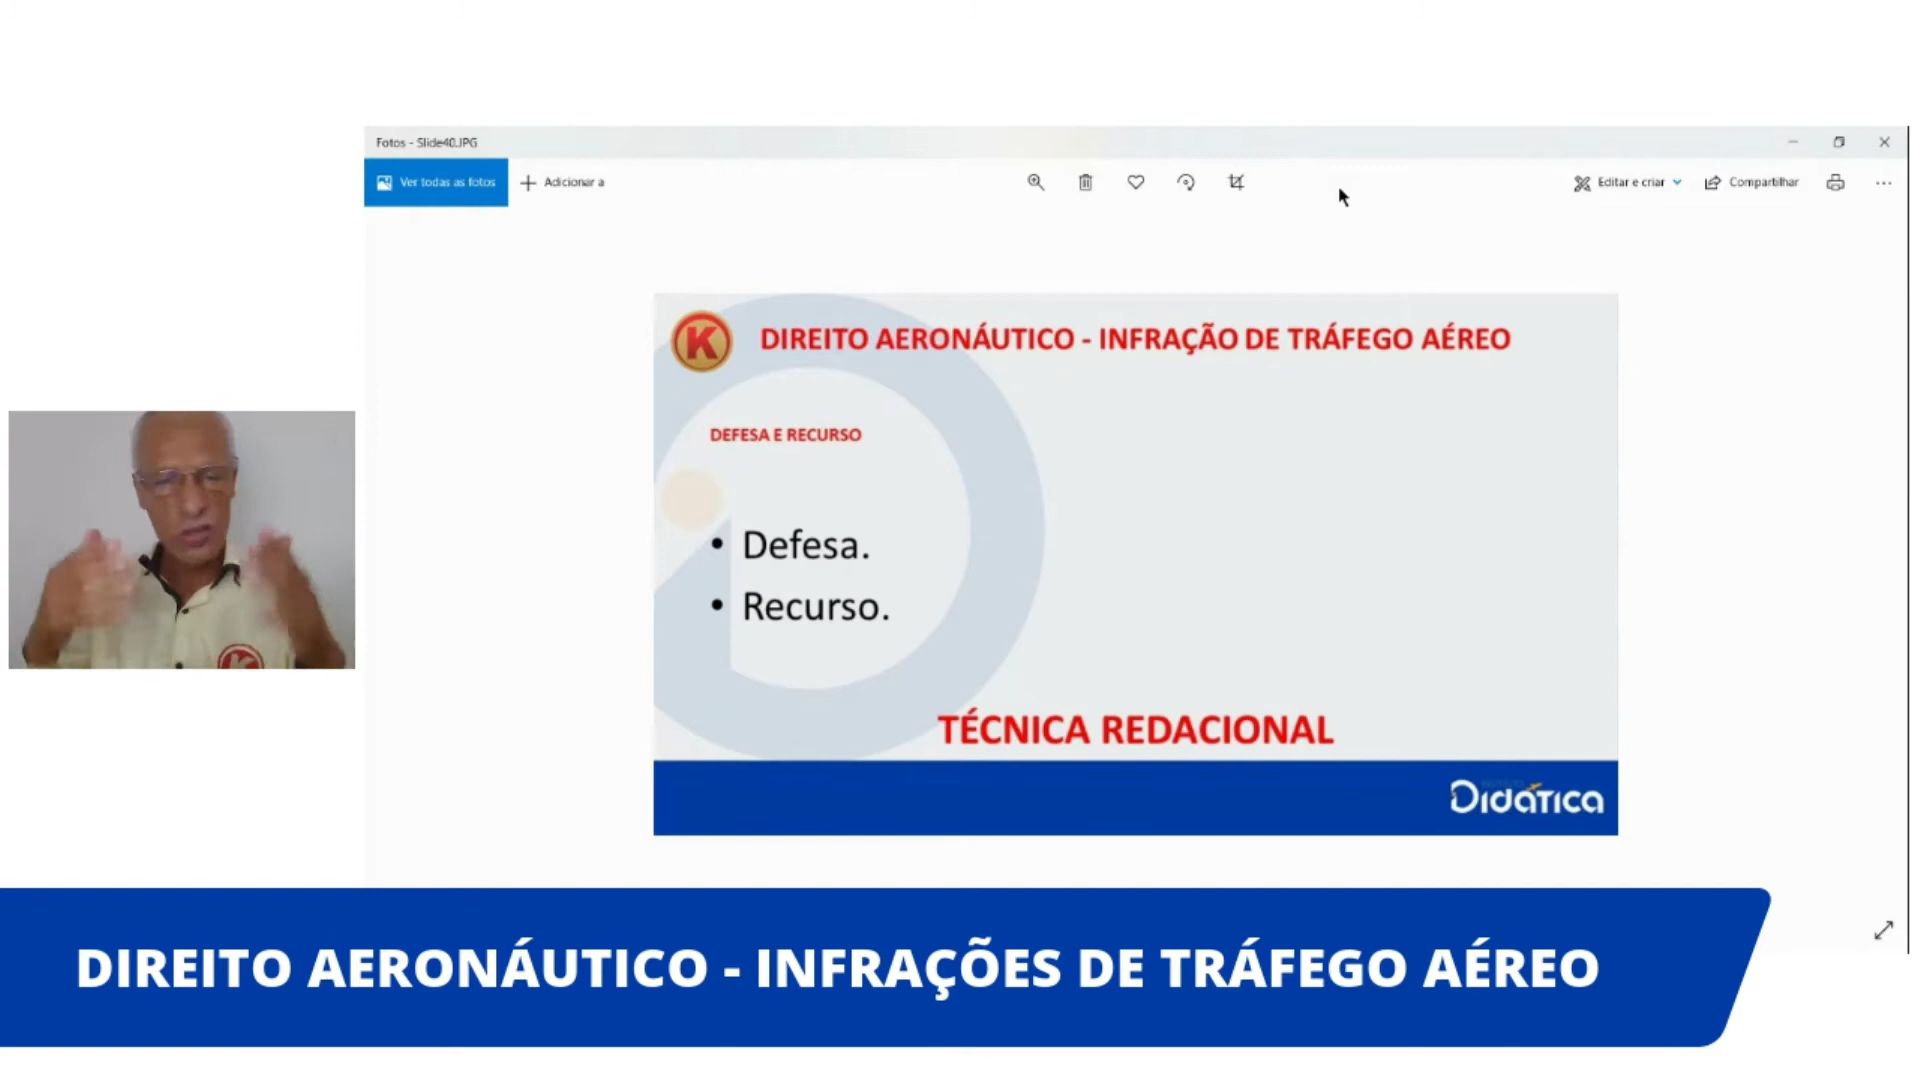 Fotos - Slide40.JPG
Ver todas as fotos
Adicionar a
Editar e criar
Compartilhar
K
DIREITO AERONÁUTICO - INFRAÇÃO DE TRÁFEGO AÉREO
DEFESA E RECURSO
• Defesa.
• Recurso.
TÉCNICA REDACIONAL
Didática
K
DIREITO AERONÁUTICO - INFRAÇÕES DE TRÁFEGO AÉREO